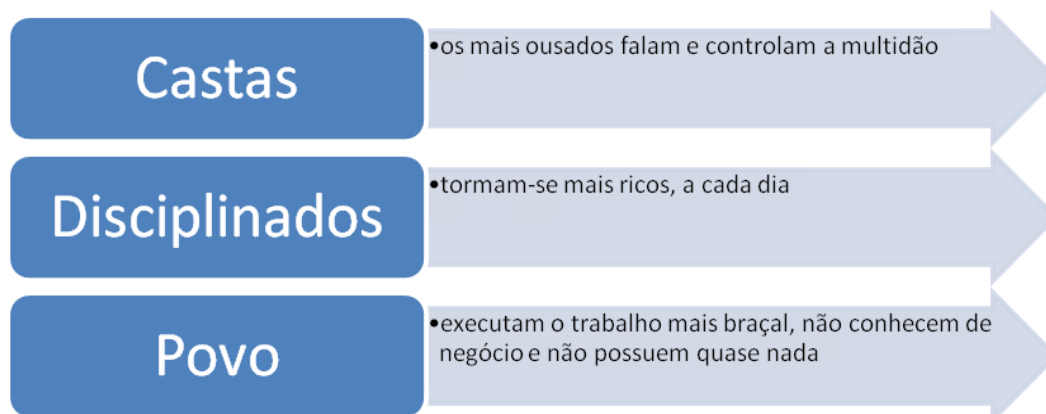 Castas
•os mais ousados falam e controlam a multidão
Disciplinados
•tormam-se mais ricos, a cada dia
Povo
•executam o trabalho mais braçal, não conhecem de
negócio e não possuem quase nada